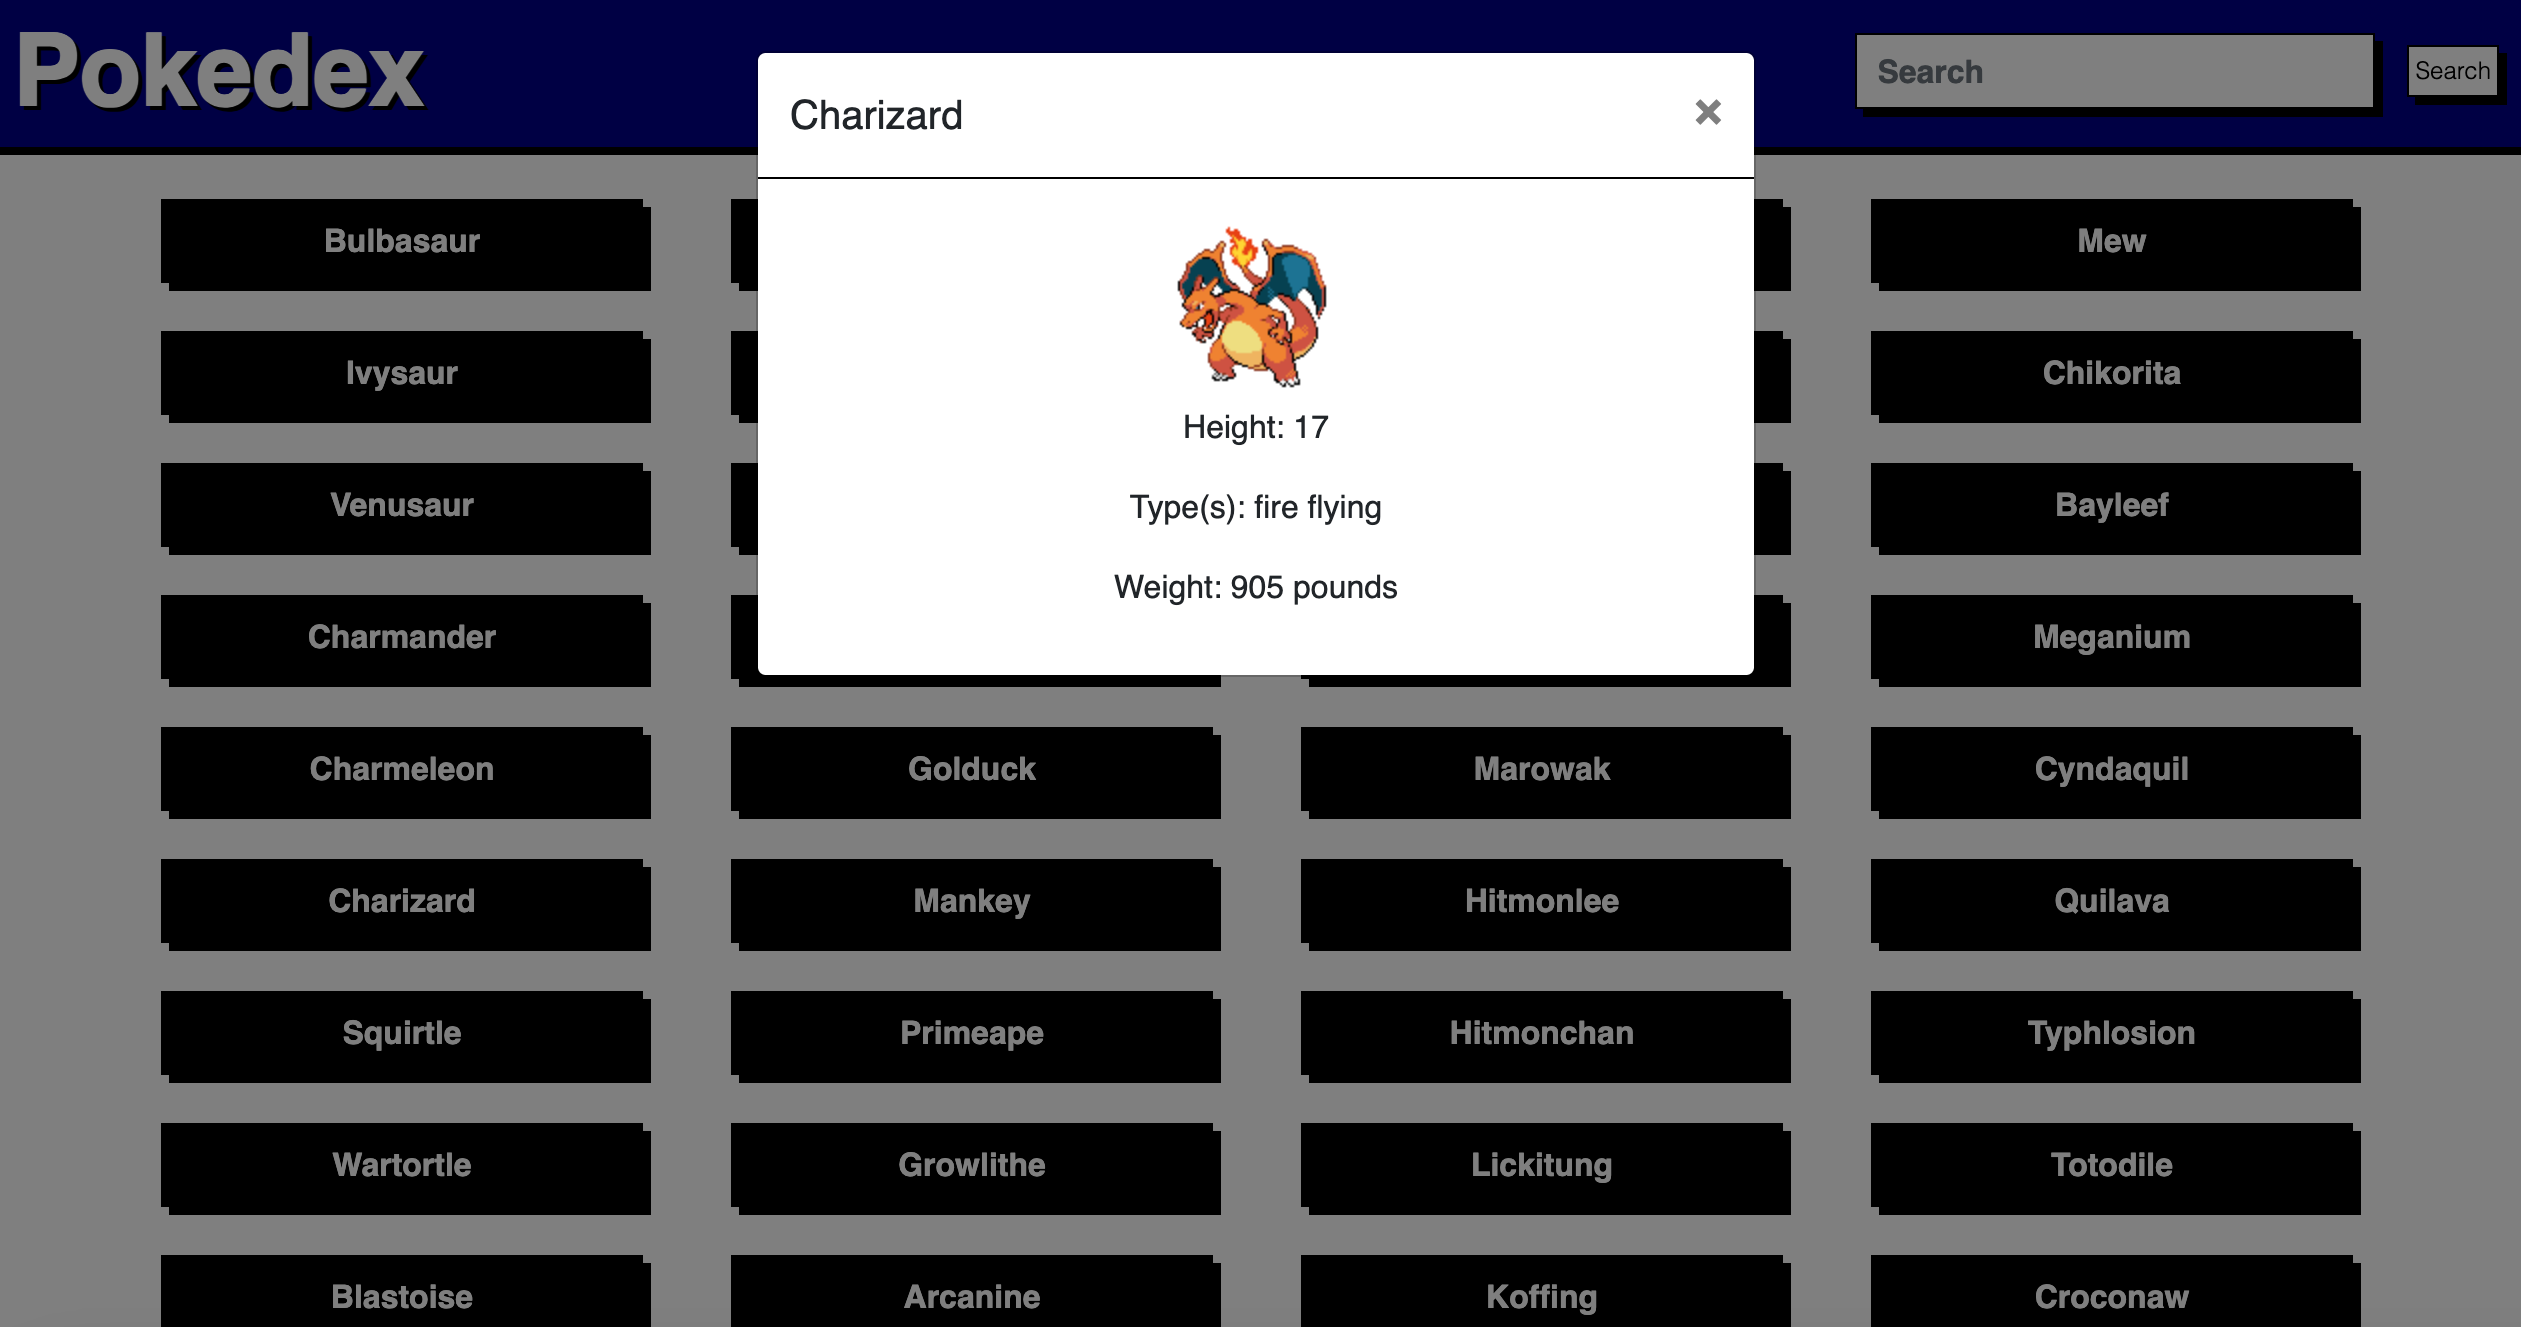 Pokedex
Search
Search
Charizard
×
Height: 17
Type(s): fire flying
Weight: 905 pounds
Bulbasaur
Mew
Ivysaur
Chikorita
Venusaur
Bayleef
Charmander
Meganium
Charmeleon
Golduck
Marowak
Cyndaquil
Charizard
Mankey
Hitmonlee
Quilava
Squirtle
Primeape
Hitmonchan
Typhlosion
Wartortle
Growlithe
Lickitung
Totodile
Blastoise
Arcanine
Koffing
Croconaw